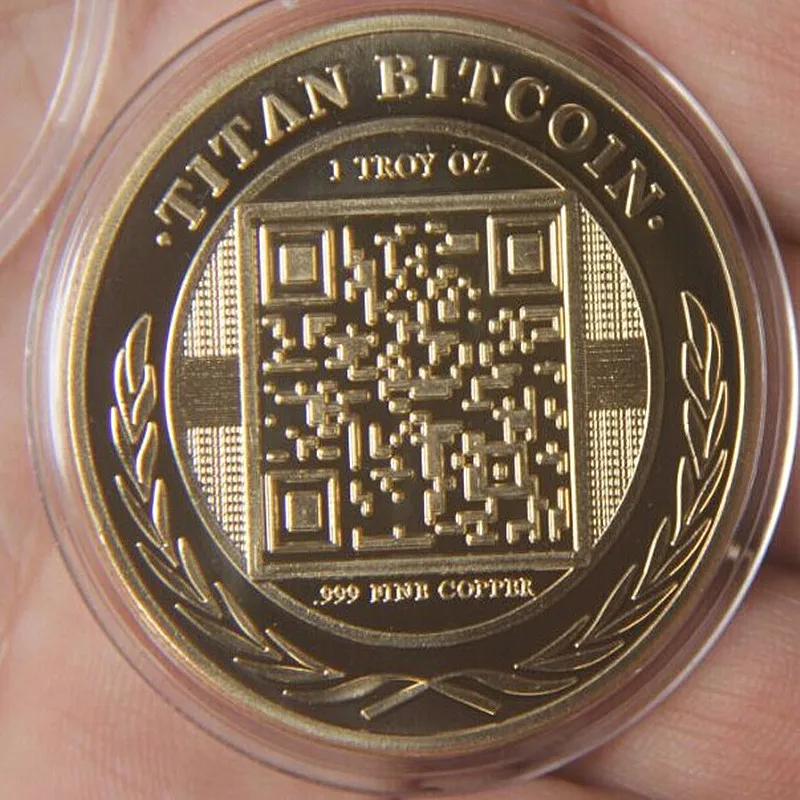 ·TITAN BITCOIN·
1 TROY OZ
.999 FINE COPPER